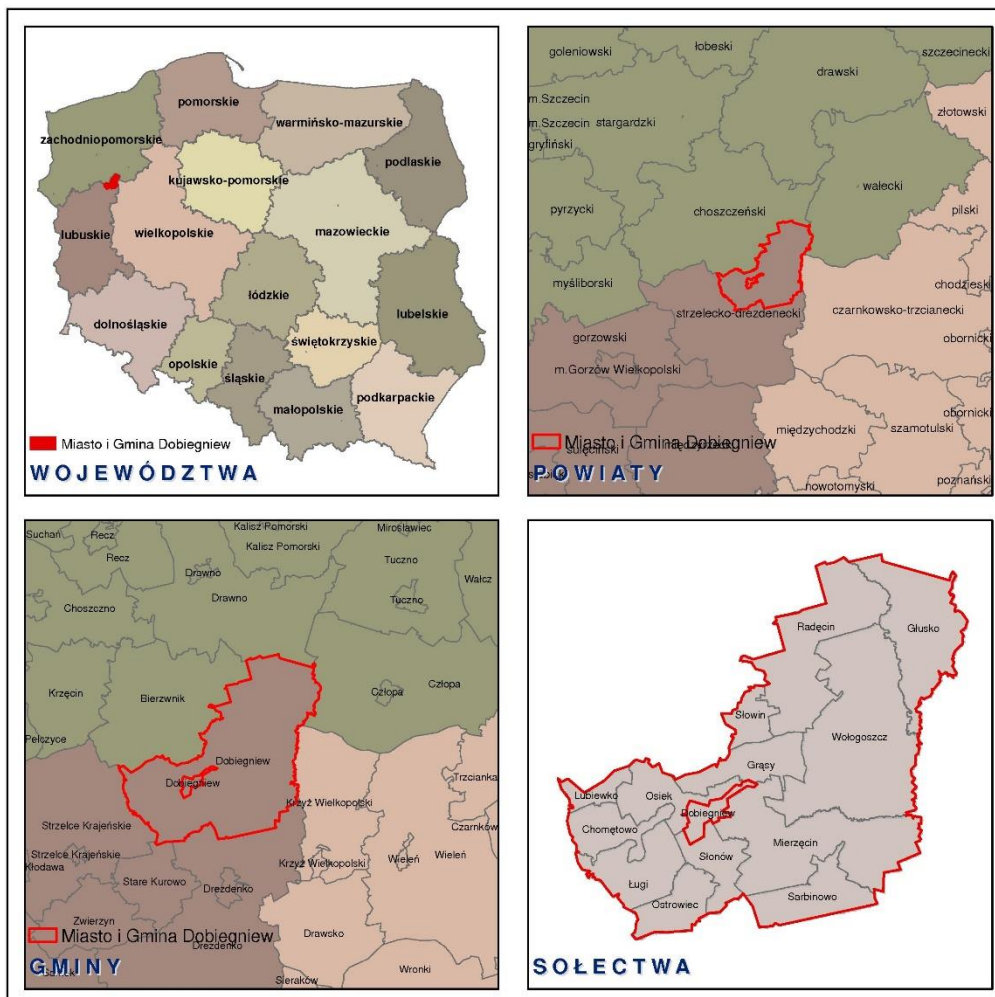 pomorskie
warmińsko-mazurskie
zachodniopomorskie
podlaskie
kujawsko-pomorskie
lubuskie
wielkopolskie
mazowieckie
łódzkie
lubelskie
dolnośląskie
świętokrzyskie
opolskie
śląskie
podkarpackie
małopolskie
Miasto i Gmina Dobiegniew
WOJEWÓDZTWA
goleniowski
łobeski
szczecinecki
drawski
m.Szczecin
złotowski
m.Szczecin
stargardzki
gryfiński
wałecki
pyrzycki
choszczeński
pilski
myśliborski
chodzieski
strzelecko-drezdenecki
czarnkowsko-trzcianecki
gorzowski
obornicki
m.Gorzów Wielkopolski
obornicki
międzychodzki
szamotulski
Miasto i Gmina Dobiegniew
sulęciński
POWIATY
nowotomyski
poznański
Suchań
Recz
Kalisz Pomorski
Mirosławiec
Recz
Kalisz Pomorski
Tuczno
Drawno
Wałcz
Drawno
Choszczno
Tuczno
Krzęcin
Bierzwnik
Człopa
Człopa
Pełczyce
Dobiegniew
Dobiegniew
Trzcianka
Krzyż Wielkopolski
Strzelce Krajeńskie
Czarnków
Strzelce Krajeńskie
Kłodawa
Krzyż Wielkopolski
Wieleń
Wieleń
Stare Kurowo
Drezdenko
Zwierzyn
Drawsko
Miasto i Gmina Dobiegniew
Drezdenko
GMINY
Sieraków
Wronki
Radęcin
Głusko
Słowin
Wołogoszcz
Grąsy
Lubiewko
Osiek
Dobiegniew
Chomętowo
Mierzęcin
Słonów
Ługi
Sarbinowo
Ostrowiec
SOŁECTWA